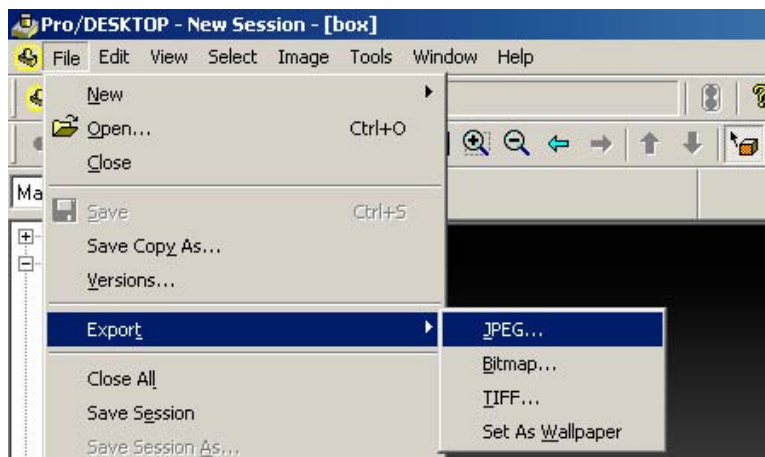 Pro/DESKTOP - New Session - [box]
File Edit View Select Image Tools Window Help
New
Open... Ctrl+O
Close
Save Ctrl+S
Save Copy As...
Versions...
Export
JPEG...
Bitmap...
TIFF...
Set As Wallpaper
Close All
Save Session
Save Session As...